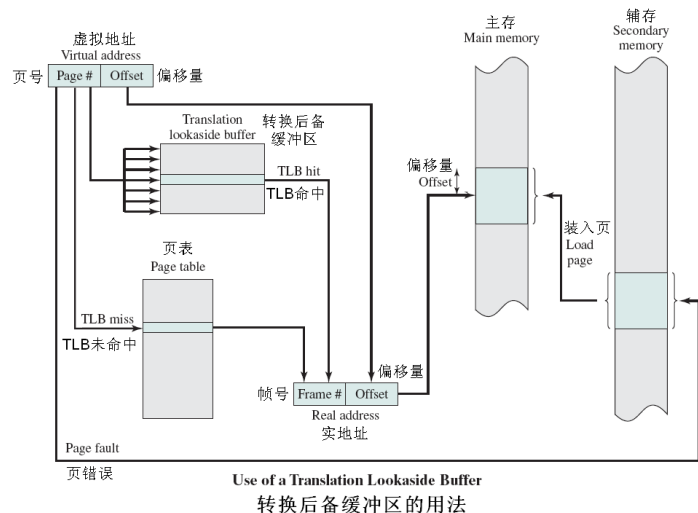 虚拟地址
Virtual address
页号 Page # Offset 偏移量
主存
Main memory
辅存
Secondary
memory
Translation
lookaside buffer
转换后备
缓冲区
TLB hit
TLB命中
偏移量
Offset
装入页
Load
page
页表
Page table
TLB miss
TLB未命中
偏移量
帧号 Frame # Offset
Real address
实地址
Page fault
页错误
Use of a Translation Lookaside Buffer
转换后备缓冲区的用法